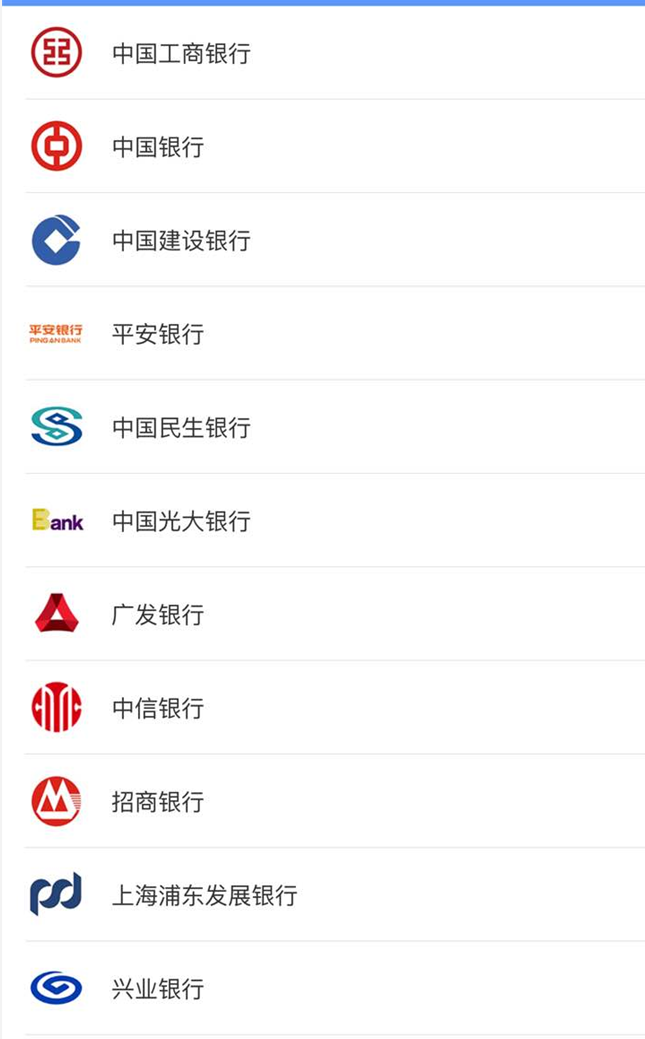 中国工商银行
中国银行
中国建设银行
平安银行
PING AN BANK
平安银行
中国民生银行
Bank
中国光大银行
广发银行
中信银行
招商银行
上海浦东发展银行
兴业银行